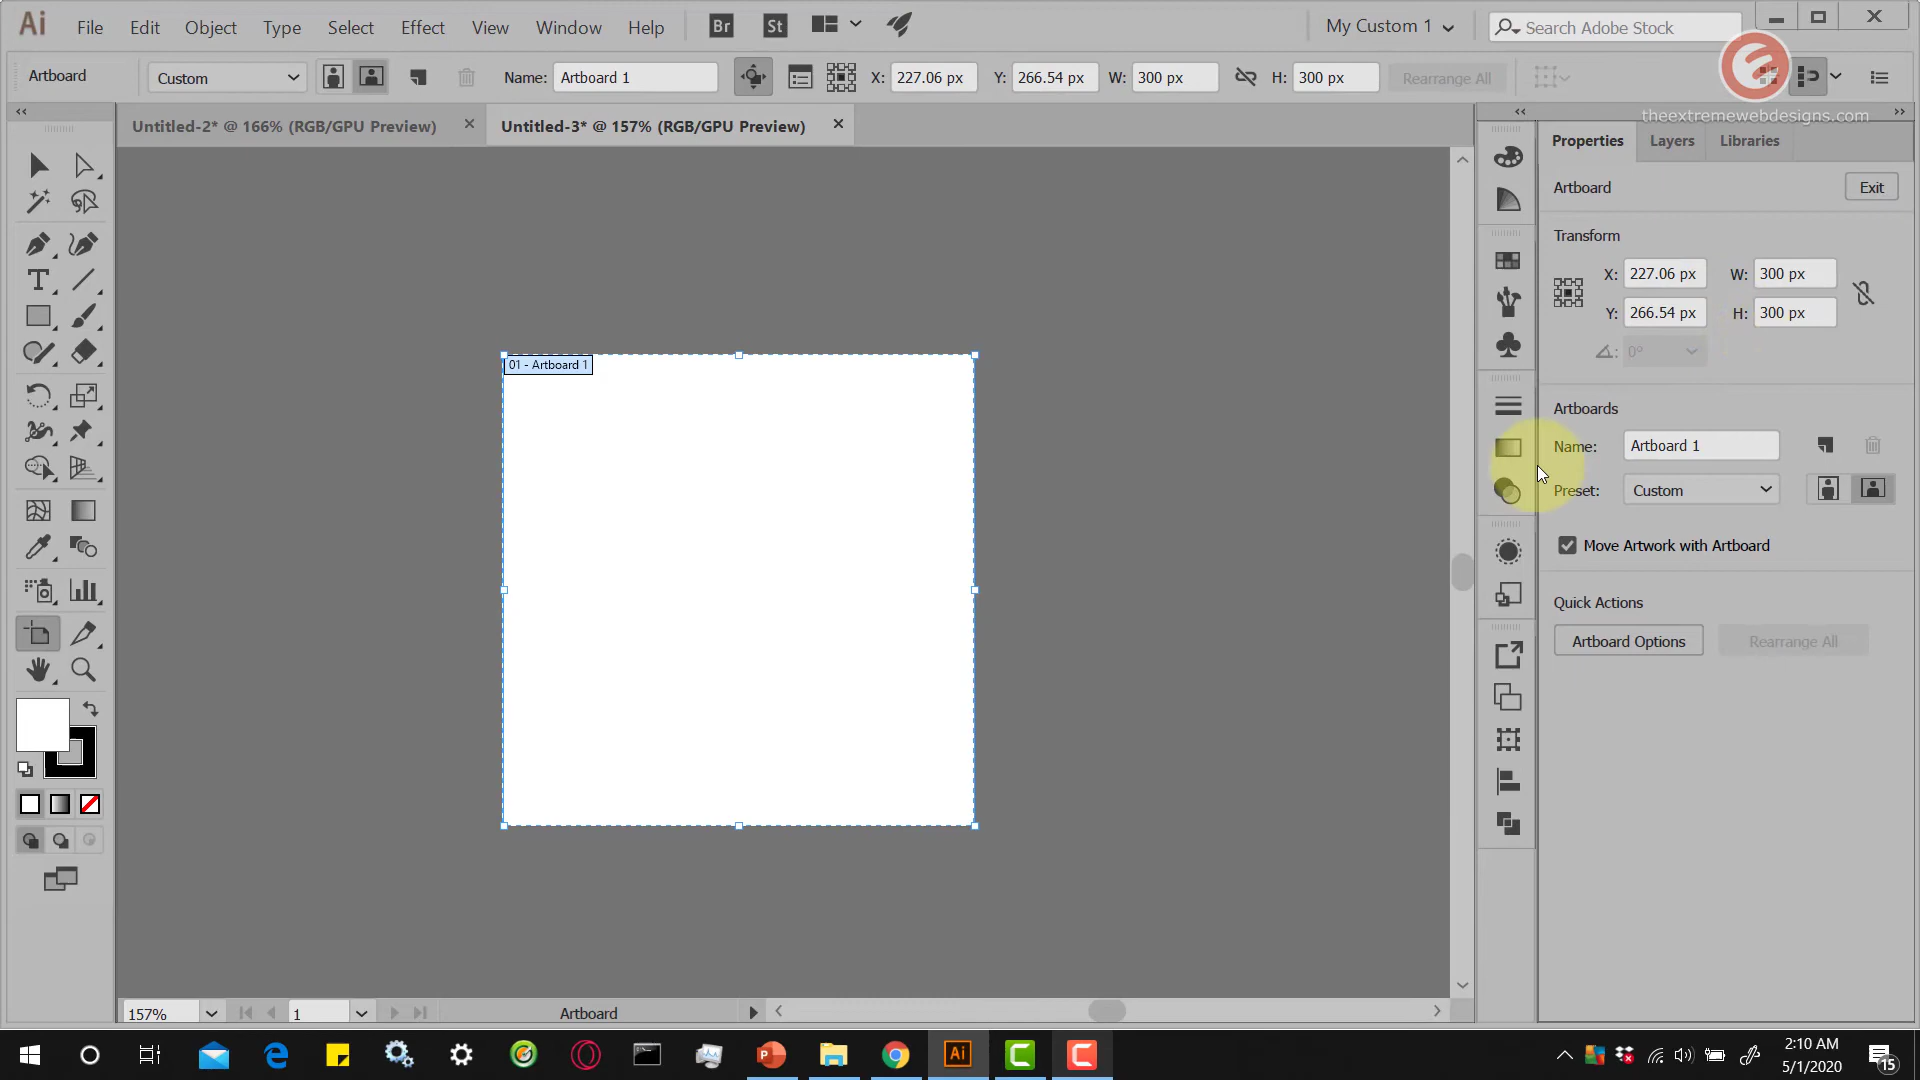 Ai File Edit Object Type Select Effect View Window Help Br St My Custom 1 Search Adobe Stock
Artboard Custom Name: Artboard 1 X: 227.06 px Y: 266.54 px W: 300 px H: 300 px Rearrange All
theextremewebdesigns.com
Untitled-2* @ 166% (RGB/GPU Preview) Untitled-3* @ 157% (RGB/GPU Preview)
Properties Layers Libraries
Artboard Exit
Transform
X: 227.06 px W: 300 px
Y: 266.54 px H: 300 px
0°
01 - Artboard 1
Artboards
Name: Artboard 1
Preset: Custom
Move Artwork with Artboard
Quick Actions
Artboard Options Rearrange All
157% 1 Artboard
Ai
2:10 AM
5/1/2020
15